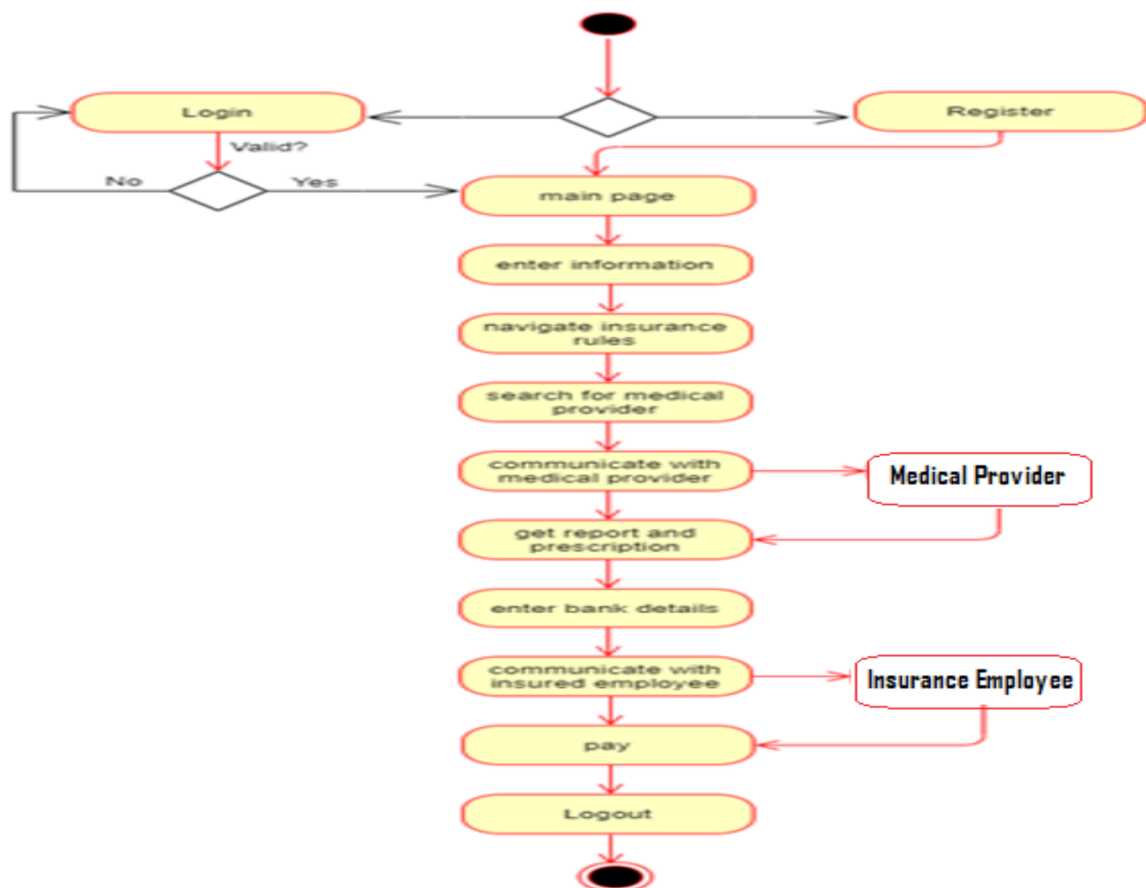 Login
Register
Valid?
No
Yes
main page
enter information
navigate insurance
rules
search for medical
provider
communicate with
medical provider
Medical Provider
get report and
prescription
enter bank details
communicate with
insured employee
Insurance Employee
pay
Logout